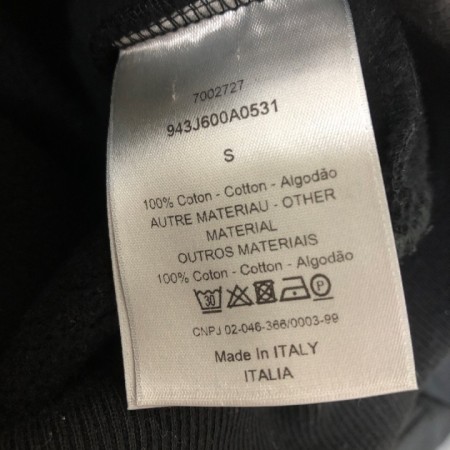 7002727
943J600A0531
S
100% Coton - Cotton - Algodão
AUTRE MATERIAU - OTHER
MATERIAL
OUTROS MATERIAIS
100% Coton - Cotton - Algodão
30 P
CNPJ 02-046-366/0003-99
Made In ITALY
ITALIA